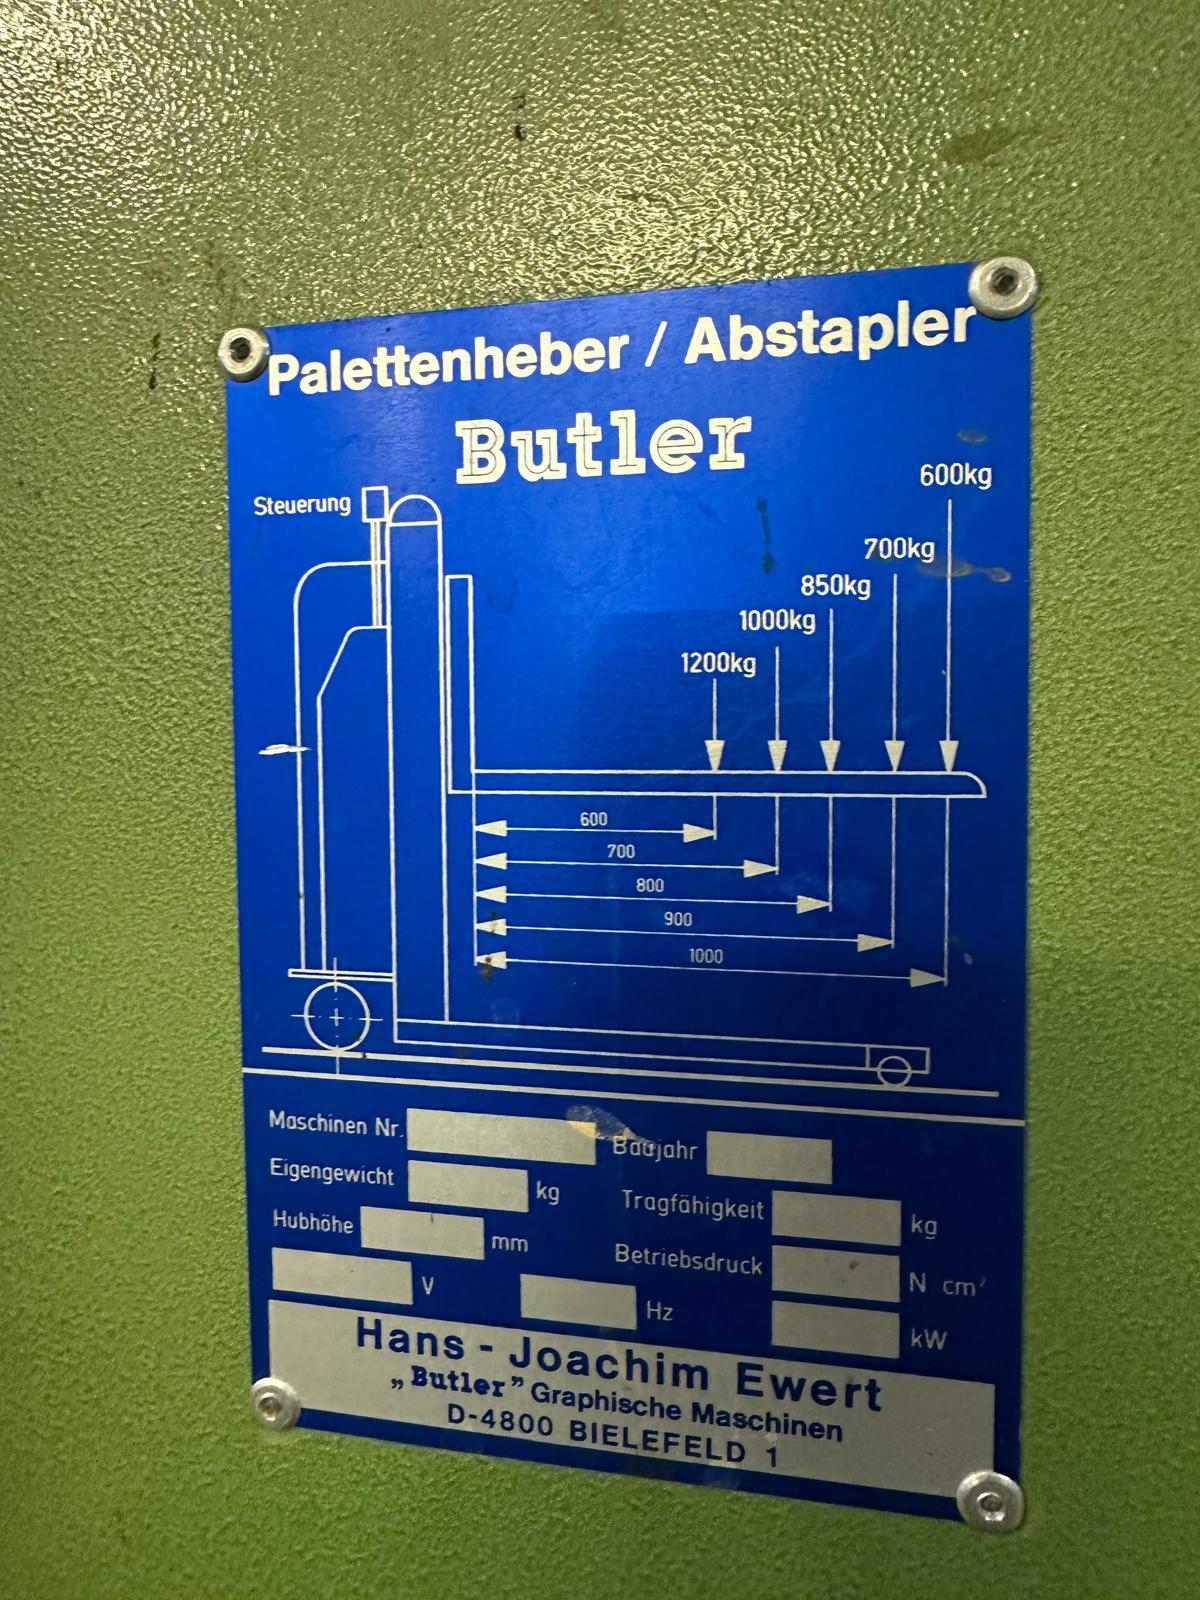 Palettenheber / Abstapler
Butler
Steuerung
600kg
700kg
850kg
1000kg
1200kg
600
700
800
900
1000
Maschinen Nr. Baujahr
Eigengewicht kg Tragfähigkeit kg
Hubhöhe mm Betriebsdruck N cm²
V Hz kW
Hans - Joachim Ewert
„Butler” Graphische Maschinen
D-4800 BIELEFELD 1